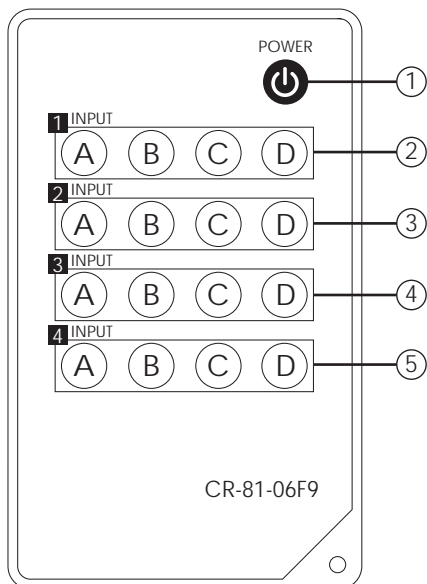 POWER
1
1 INPUT
A B C D
2
2 INPUT
A B C D
3
3 INPUT
A B C D
4
4 INPUT
A B C D
5
CR-81-06F9